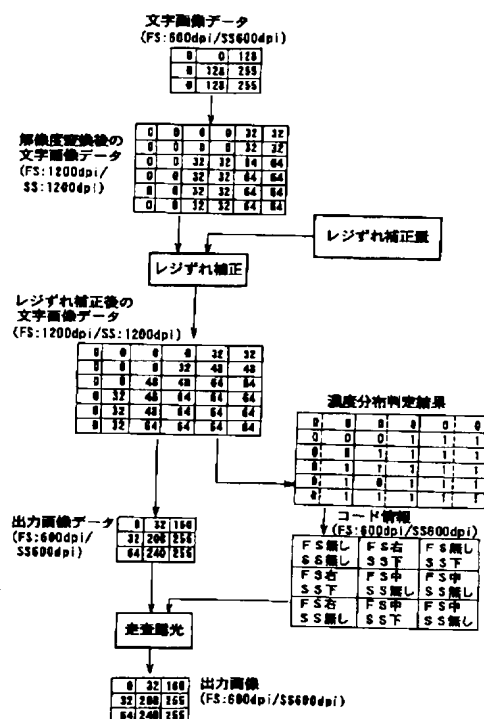 文字画像データ
(FS:600dpi/SS600dpi)
0 0 128
0 128 255
0 128 255
解像度変換後の
文字画像データ
(FS:1200dpi/
SS:1200dpi)
0 0 0 0 32 32
0 0 0 0 32 32
0 0 32 32 64 64
0 0 32 32 64 64
0 0 32 32 64 64
0 0 32 32 64 64
レジずれ補正量
レジずれ補正
レジずれ補正後の
文字画像データ
(FS:1200dpi/SS:1200dpi)
0 0 0 0 32 32
0 0 0 32 48 48
0 0 48 48 64 64
0 32 48 64 64 64
0 32 48 64 64 64
0 32 64 64 64 64
濃度分布判定結果
0 0 0 0 0 0
0 0 0 1 1 1
0 0 1 1 1 1
0 1 1 1 1 1
0 1 1 1 1
0 1 1 1 1 1
コード情報
(FS:600dpi/SS600dpi)
FS無し FS右 FS無し
SS無し SS下 SS下
FS右 FS中 FS中
SS下 SS無し SS無し
FS右 FS中 FS中
SS無し SS下 SS無し
出力画像データ
(FS:600dpi/
SS600dpi)
0 32 160
32 208 255
64 240 255
走査露光
出力画像
(FS:600dpi/SS600dpi)
0 32 160
32 208 255
64 240 255